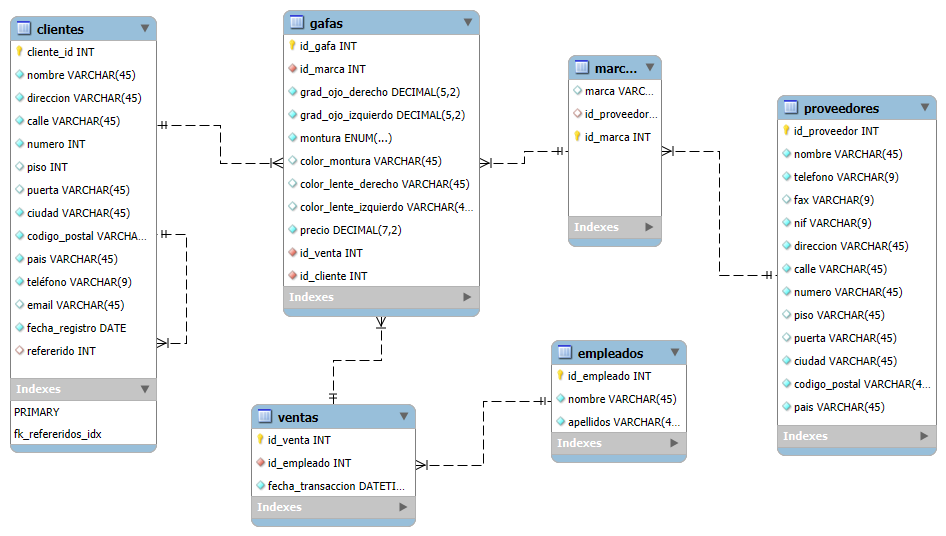 clientes
cliente_id INT
nombre VARCHAR(45)
direccion VARCHAR(45)
calle VARCHAR(45)
numero INT
piso INT
puerta VARCHAR(45)
ciudad VARCHAR(45)
codigo_postal VARCHA...
pais VARCHAR(45)
teléfono VARCHAR(9)
email VARCHAR(45)
fecha_registro DATE
refererido INT
Indexes
PRIMARY
fk_refereridos_idx
gafas
id_gafa INT
id_marca INT
grad_ojo_derecho DECIMAL(5,2)
grad_ojo_izquierdo DECIMAL(5,2)
montura ENUM(...)
color_montura VARCHAR(45)
color_lente_derecho VARCHAR(45)
color_lente_izquierdo VARCHAR(4...
precio DECIMAL(7,2)
id_venta INT
id_cliente INT
Indexes
marc...
marca VARC...
id_proveedor...
id_marca INT
Indexes
proveedores
id_proveedor INT
nombre VARCHAR(45)
telefono VARCHAR(9)
fax VARCHAR(9)
nif VARCHAR(9)
direccion VARCHAR(45)
calle VARCHAR(45)
numero VARCHAR(45)
piso VARCHAR(45)
puerta VARCHAR(45)
ciudad VARCHAR(45)
codigo_postal VARCHAR(4...
pais VARCHAR(45)
Indexes
ventas
id_venta INT
id_empleado INT
fecha_transaccion DATETI...
Indexes
empleados
id_empleado INT
nombre VARCHAR(45)
apellidos VARCHAR(4...
Indexes